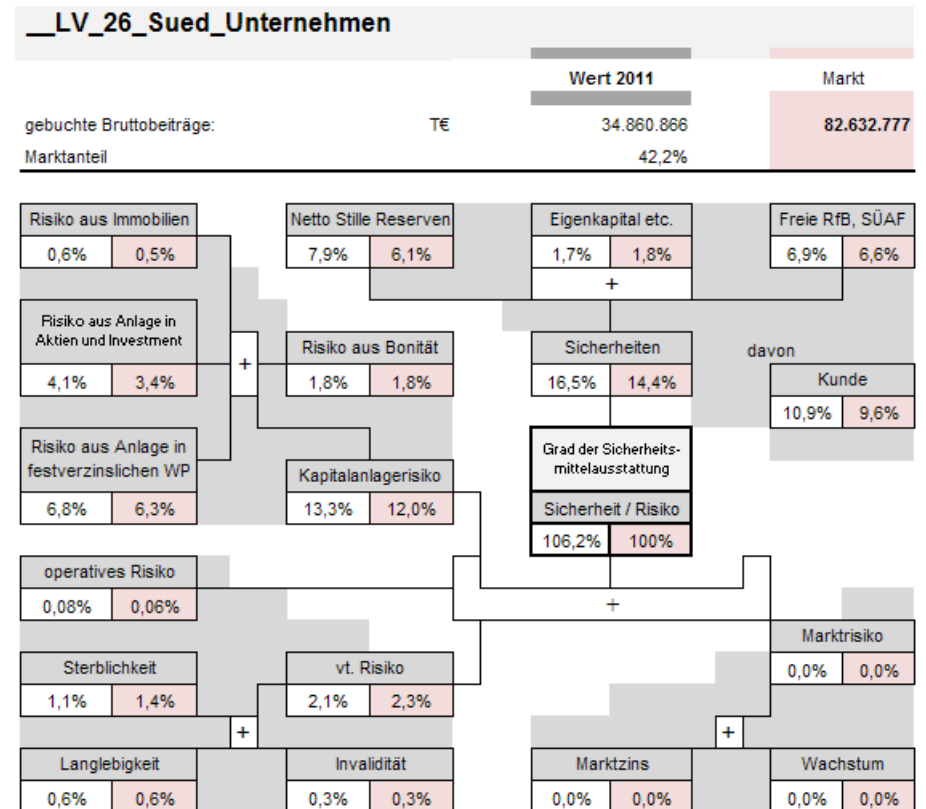 __LV_26_Sued_Unternehmen
Wert 2011 Markt
gebuchte Bruttobeiträge: T€ 34.860.866 82.632.777
Marktanteil 42,2%
Risiko aus Immobilien Netto Stille Reserven Eigenkapital etc. Freie RfB, SÜAF
0,6% 0,5% 7,9% 6,1% 1,7% 1,8% 6,9% 6,6%
+
Risiko aus Anlage in
Aktien und Investment
Risiko aus Bonität Sicherheiten davon
+
4,1% 3,4% 1,8% 1,8% 16,5% 14,4% Kunde
10,9% 9,6%
Risiko aus Anlage in
festverzinslichen WP
Kapitalanlagerisiko
Grad der Sicherheits-
mittelausstattung
6,8% 6,3% 13,3% 12,0% Sicherheit / Risiko
106,2% 100%
operatives Risiko
0,08% 0,06% +
Marktrisiko
Sterblichkeit vt. Risiko 0,0% 0,0%
1,1% 1,4% 2,1% 2,3%
+ +
Langlebigkeit Invalidität Marktzins Wachstum
0,6% 0,6% 0,3% 0,3% 0,0% 0,0% 0,0% 0,0%